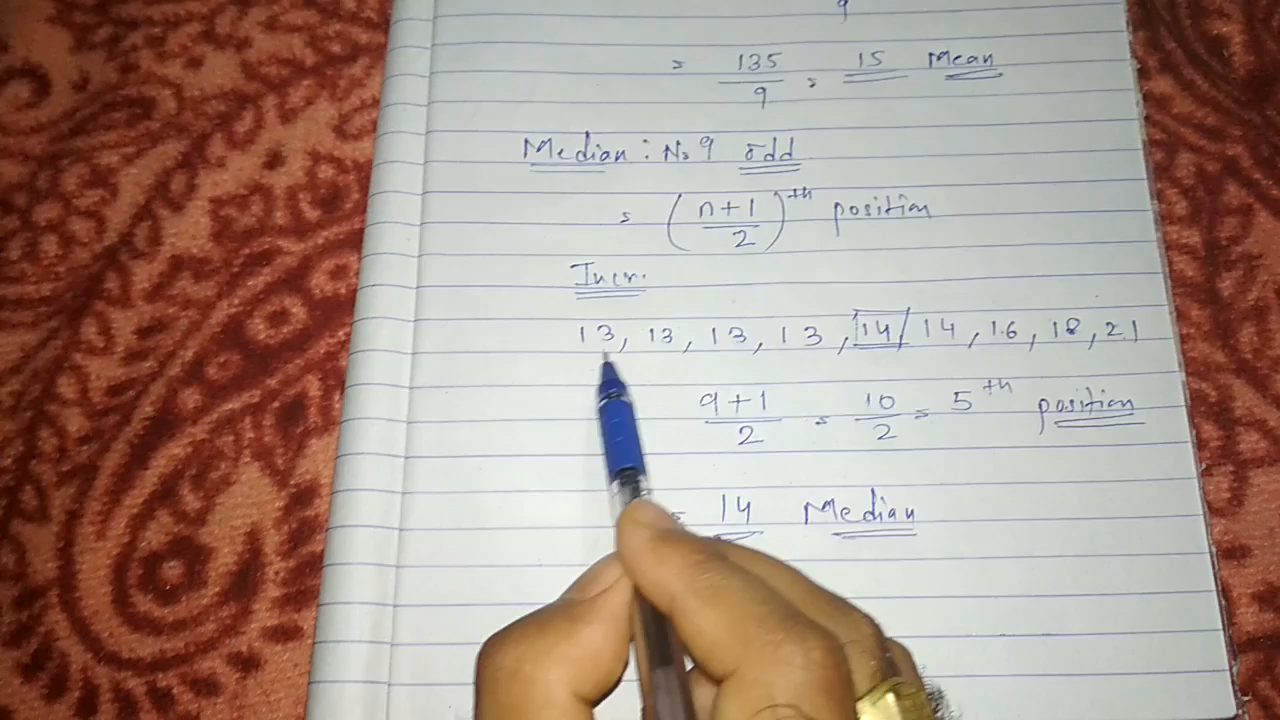 9
= 135/9 = 15 Mean
Median : No 9 odd
= (n+1/2)th position
Incr.
13, 13, 13, 13, 14, 14, 16, 18, 21
9+1/2 = 10/2 = 5th position
= 14 Median